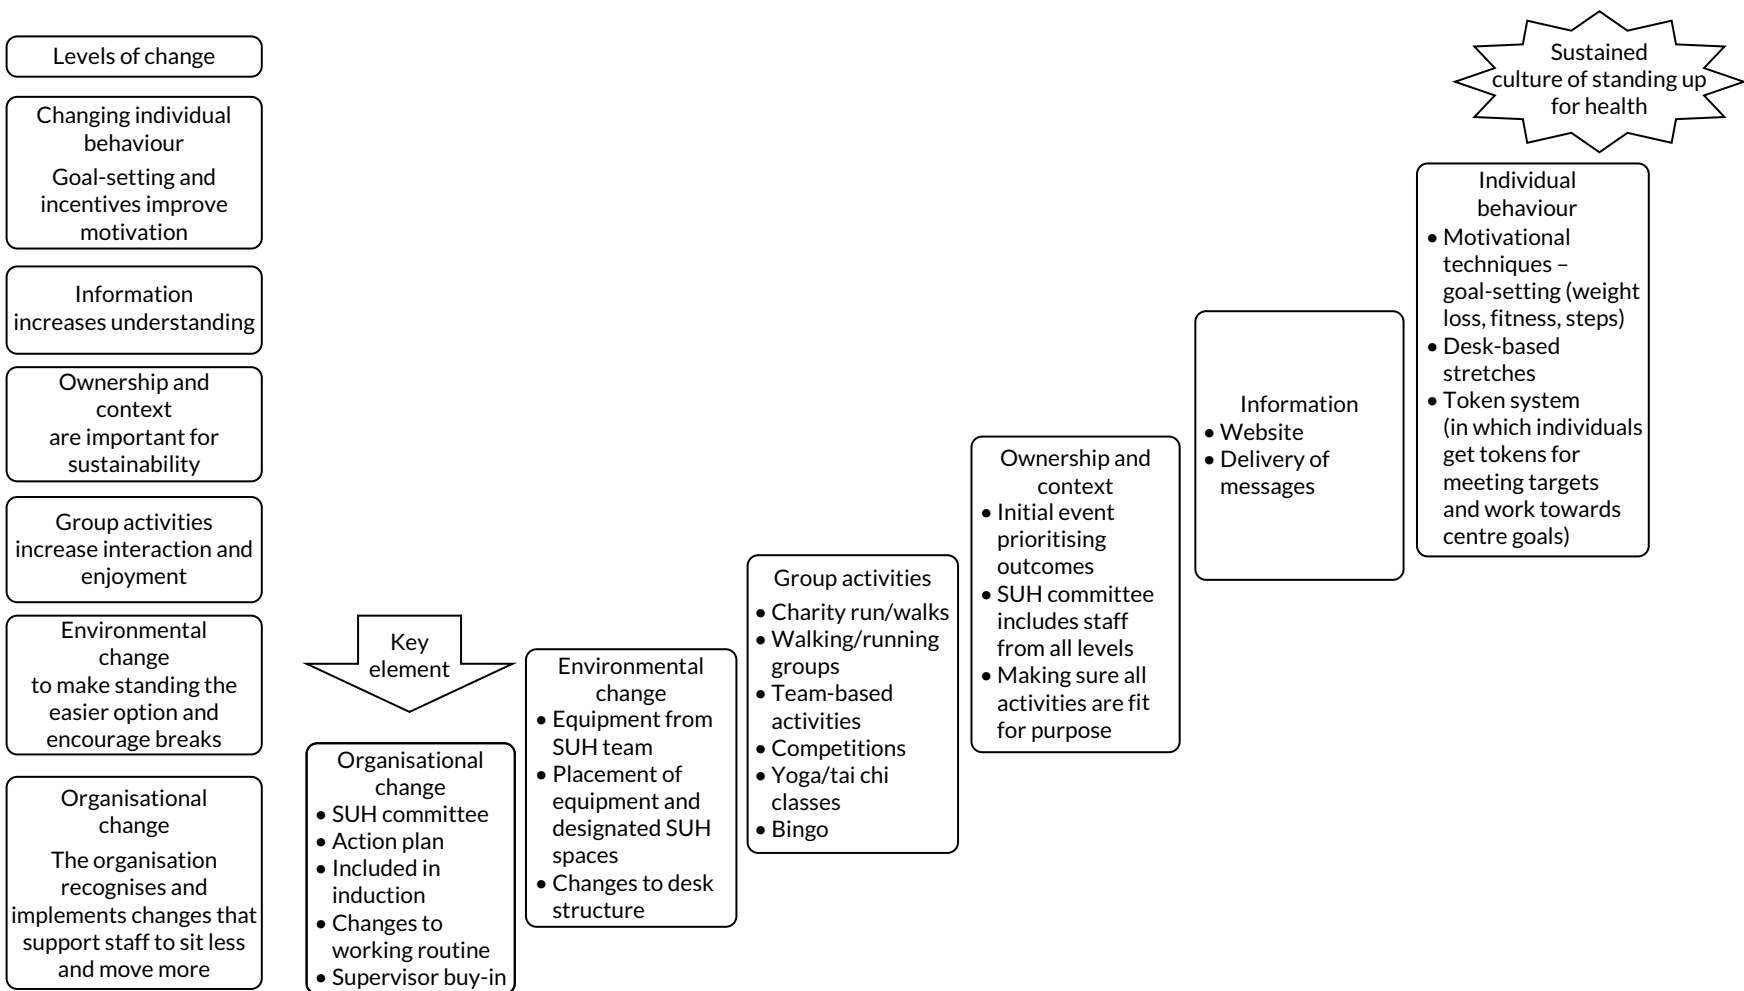 Levels of change
Changing individual
behaviour
Goal-setting and
incentives improve
motivation
Information
increases understanding
Ownership and
context
are important for
sustainability
Group activities
increase interaction and
enjoyment
Environmental
change
to make standing the
easier option and
encourage breaks
Organisational
change
The organisation
recognises and
implements changes that
support staff to sit less
and move more
Key
element
Organisational
change
• SUH committee
• Action plan
• Included in
induction
• Changes to
working routine
• Supervisor buy-in
Environmental
change
• Equipment from
SUH team
• Placement of
equipment and
designated SUH
spaces
• Changes to desk
structure
Group activities
• Charity run/walks
• Walking/running
groups
• Team-based
activities
• Competitions
• Yoga/tai chi
classes
• Bingo
Ownership and
context
• Initial event
prioritising
outcomes
• SUH committee
includes staff
from all levels
• Making sure all
activities are fit
for purpose
Information
• Website
• Delivery of
messages
Individual
behaviour
• Motivational
techniques –
goal-setting (weight
loss, fitness, steps)
• Desk-based
stretches
• Token system
(in which individuals
get tokens for
meeting targets
and work towards
centre goals)
Sustained
culture of standing up
for health